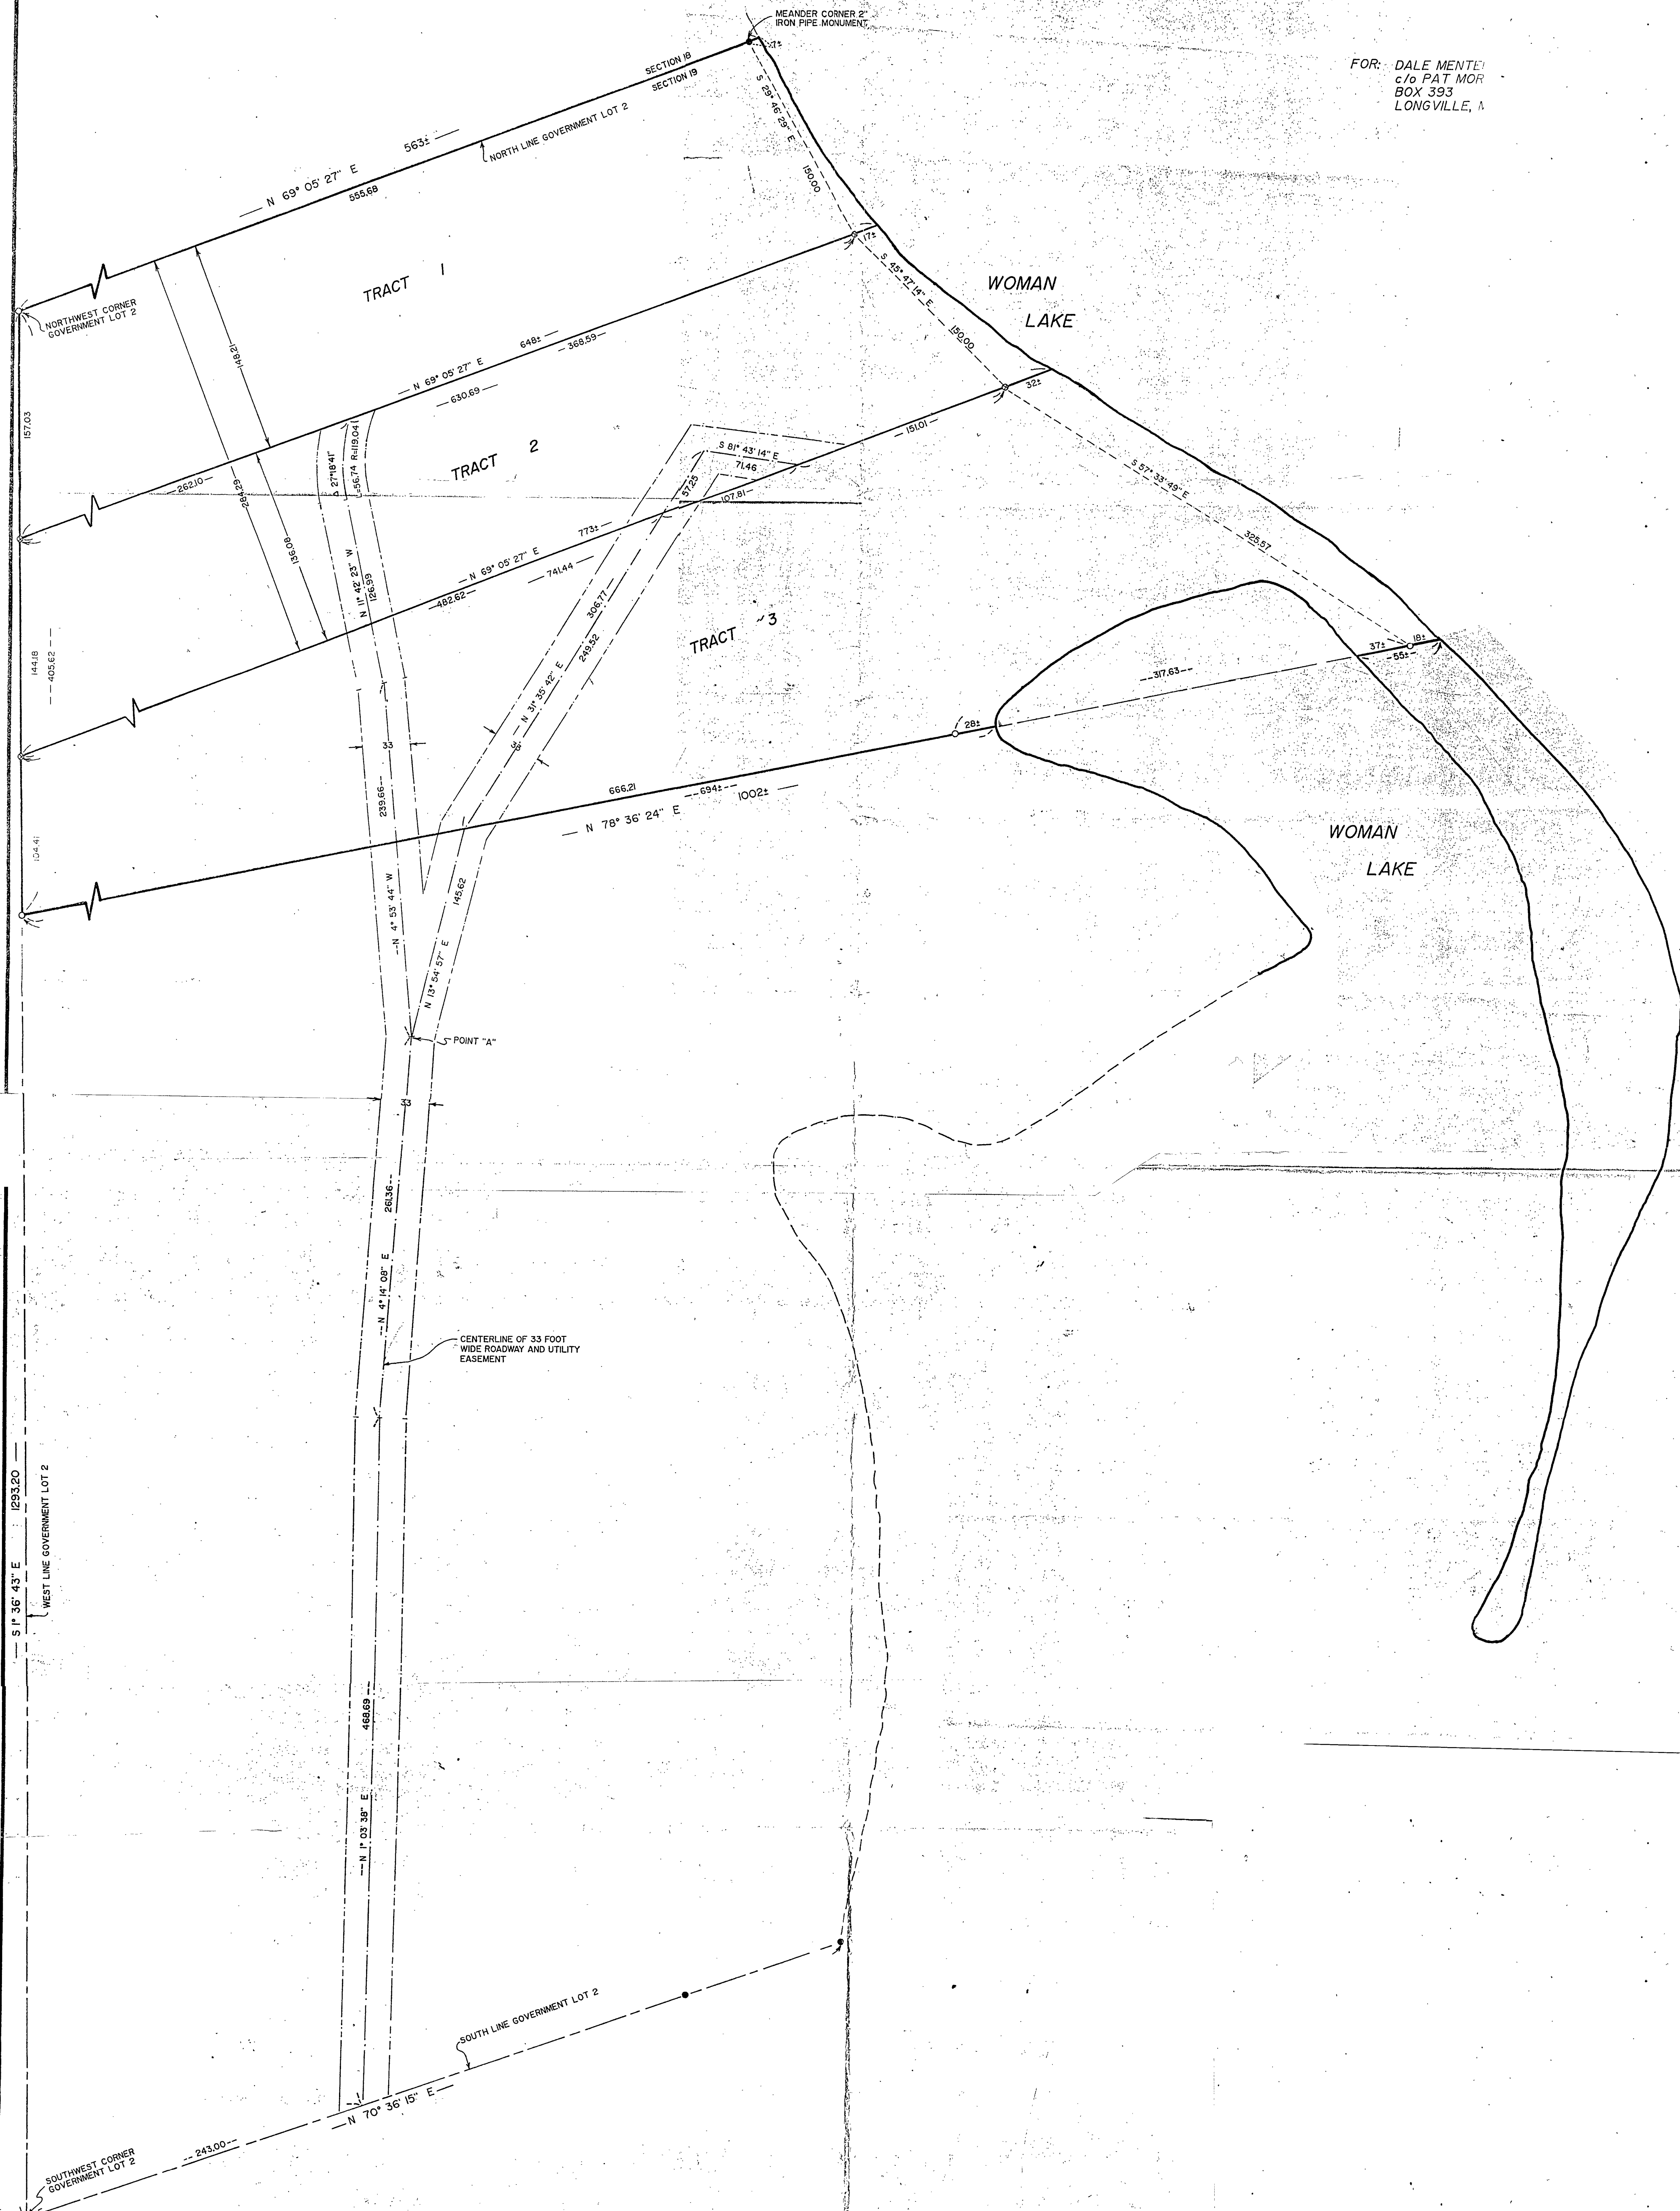 MEANDER CORNER 2"
IRON PIPE MONUMENT
7±
FOR: DALE MENTE
c/o PAT MOR
BOX 393
LONGVILLE,
SECTION 18
SECTION 19
563±
NORTH LINE GOVERNMENT LOT 2
N 69° 05' 27" E
555.68
S 29° 46' 29" E
150.00
TRACT 1
17±
S 45° 47' 14" E
150.00
WOMAN
LAKE
NORTHWEST CORNER
GOVERNMENT LOT 2
148.21
648±
368.59
N 69° 05' 27" E
630.69
32±
157.03
151.01
TRACT 2
S 81° 43' 14" E
71.46
57.25
107.81
Δ 27°18'41"
L=56.74 R=119.04
262.10
284.29
136.08
S 57° 33' 49" E
325.57
773±
N 69° 05' 27" E
741.44
482.62
N 11° 42' 23" W
126.99
306.77
249.52
N 31° 35' 42" E
33
TRACT 3
144.18
405.62
37±
18±
55±
317.63
28±
33
239.66
666.21
694±
1002±
N 78° 36' 24" E
WOMAN
LAKE
104.41
N 4° 53' 44" W
145.62
N 13° 54' 57" E
POINT "A"
33
261.36
N 4° 14' 08" E
CENTERLINE OF 33 FOOT
WIDE ROADWAY AND UTILITY
EASEMENT
S 1° 36' 43" E 1293.20
WEST LINE GOVERNMENT LOT 2
468.69
N 1° 03' 38" E
SOUTH LINE GOVERNMENT LOT 2
N 70° 36' 15" E
243.00
SOUTHWEST CORNER
GOVERNMENT LOT 2